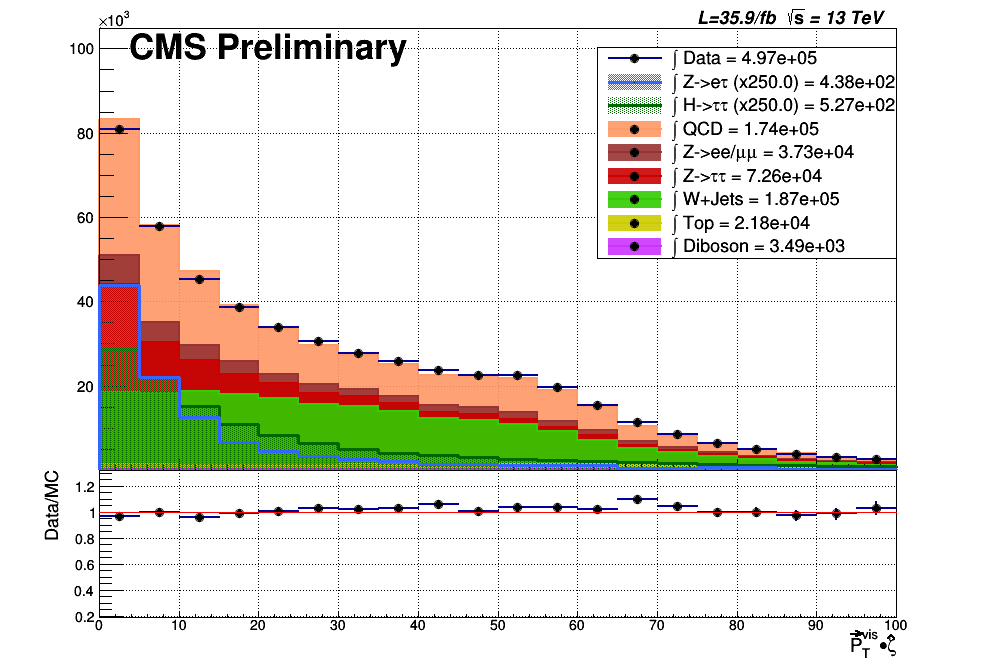 ×10³ L=35.9/fb √s = 13 TeV
CMS Preliminary
∫ Data = 4.97e+05
∫ Z->eτ (x250.0) = 4.38e+02
∫ H->ττ (x250.0) = 5.27e+02
∫ QCD = 1.74e+05
∫ Z->ee/μμ = 3.73e+04
∫ Z->ττ = 7.26e+04
∫ W+Jets = 1.87e+05
∫ Top = 2.18e+04
∫ Diboson = 3.49e+03
100
80
60
40
20
Data/MC
1.2
1
0.8
0.6
0.4
0.2
0 10 20 30 40 50 60 70 80 90 100
P⃗_T^vis •ζ̂